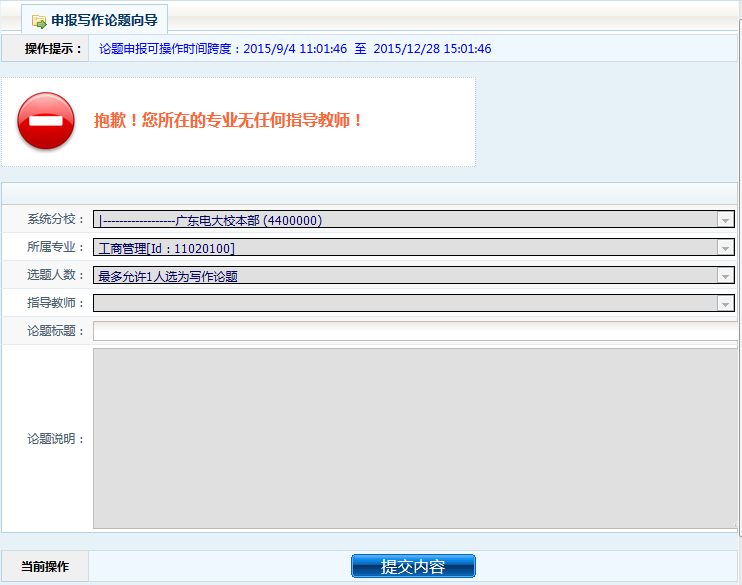 申报写作论题向导
操作提示： 论题申报可操作时间跨度：2015/9/4 11:01:46 至 2015/12/28 15:01:46
抱歉！您所在的专业无任何指导教师！
系统分校： |------------------广东电大校本部 (4400000)
所属专业： 工商管理[Id：11020100]
选题人数： 最多允许1人选为写作论题
指导教师：
论题标题：
论题说明：
当前操作 提交内容